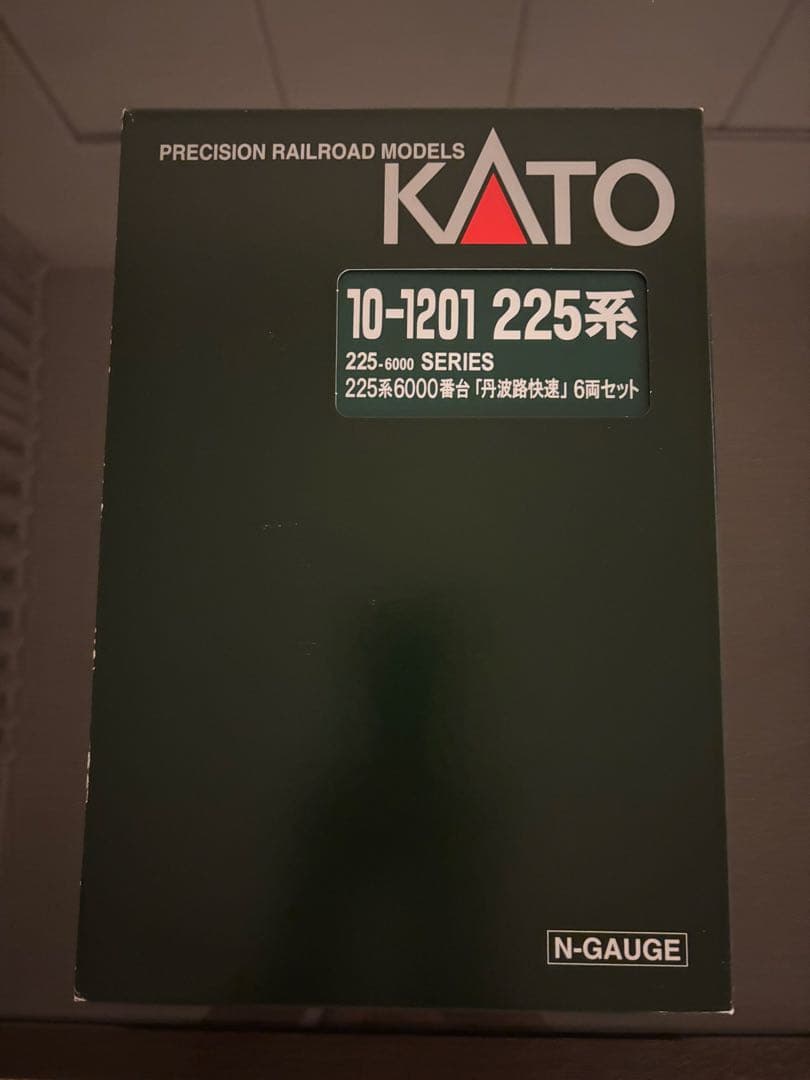 PRECISION RAILROAD MODELS
KATO
10-1201 225系
225-6000 SERIES
225系6000番台「丹波路快速」6両セット
N-GAUGE